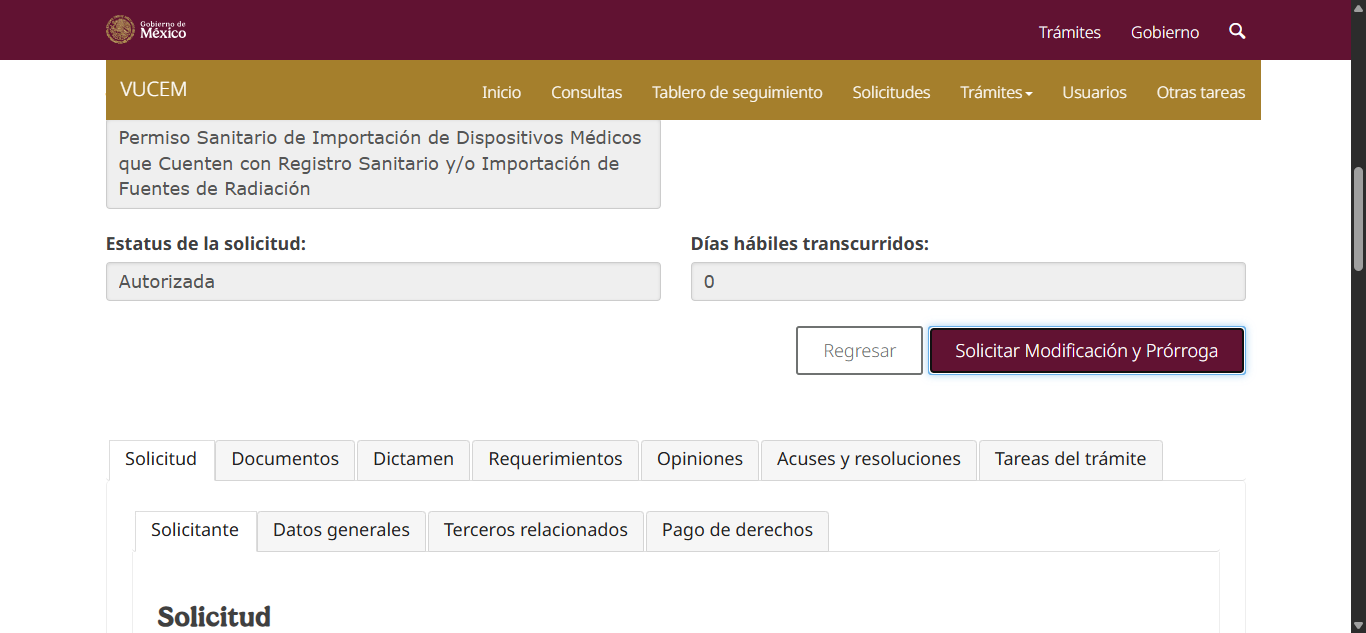 Gobierno de
México
Trámites
Gobierno
VUCEM
Inicio
Consultas
Tablero de seguimiento
Solicitudes
Trámites
Usuarios
Otras tareas
Permiso Sanitario de Importación de Dispositivos Médicos
que Cuenten con Registro Sanitario y/o Importación de
Fuentes de Radiación
Estatus de la solicitud:
Días hábiles transcurridos:
Autorizada
0
Regresar
Solicitar Modificación y Prórroga
Solicitud
Documentos
Dictamen
Requerimientos
Opiniones
Acuses y resoluciones
Tareas del trámite
Solicitante
Datos generales
Terceros relacionados
Pago de derechos
Solicitud